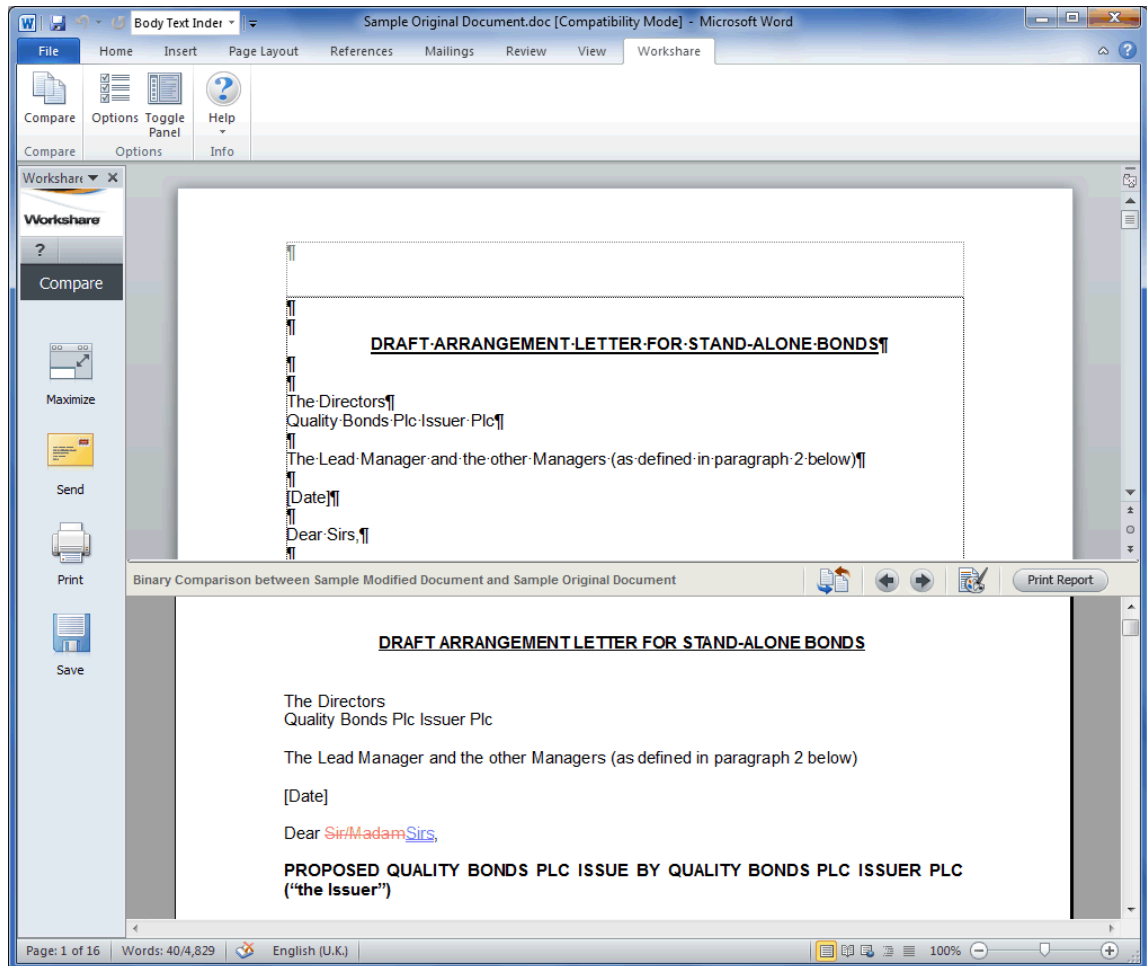 Body Text Inder
Sample Original Document.doc [Compatibility Mode] - Microsoft Word
File Home Insert Page Layout References Mailings Review View Workshare
Compare Options Toggle Panel Help
Compare Options Info
Workshare
Workshare
?
Compare
Maximize
Send
Print
Save
¶
¶
¶
DRAFT·ARRANGEMENT·LETTER·FOR·STAND-ALONE·BONDS¶
¶
¶
The·Directors¶
Quality·Bonds·Plc·Issuer·Plc¶
¶
The·Lead·Manager·and·the·other·Managers·(as·defined·in·paragraph·2·below)¶
¶
[Date]¶
¶
Dear·Sirs,¶
¶
Binary Comparison between Sample Modified Document and Sample Original Document
Print Report
DRAFT ARRANGEMENT LETTER FOR STAND-ALONE BONDS
The Directors
Quality Bonds Plc Issuer Plc
The Lead Manager and the other Managers (as defined in paragraph 2 below)
[Date]
Dear Sir/MadamSirs,
PROPOSED QUALITY BONDS PLC ISSUE BY QUALITY BONDS PLC ISSUER PLC
(“the Issuer”)
Page: 1 of 16 Words: 40/4,829 English (U.K.) 100%